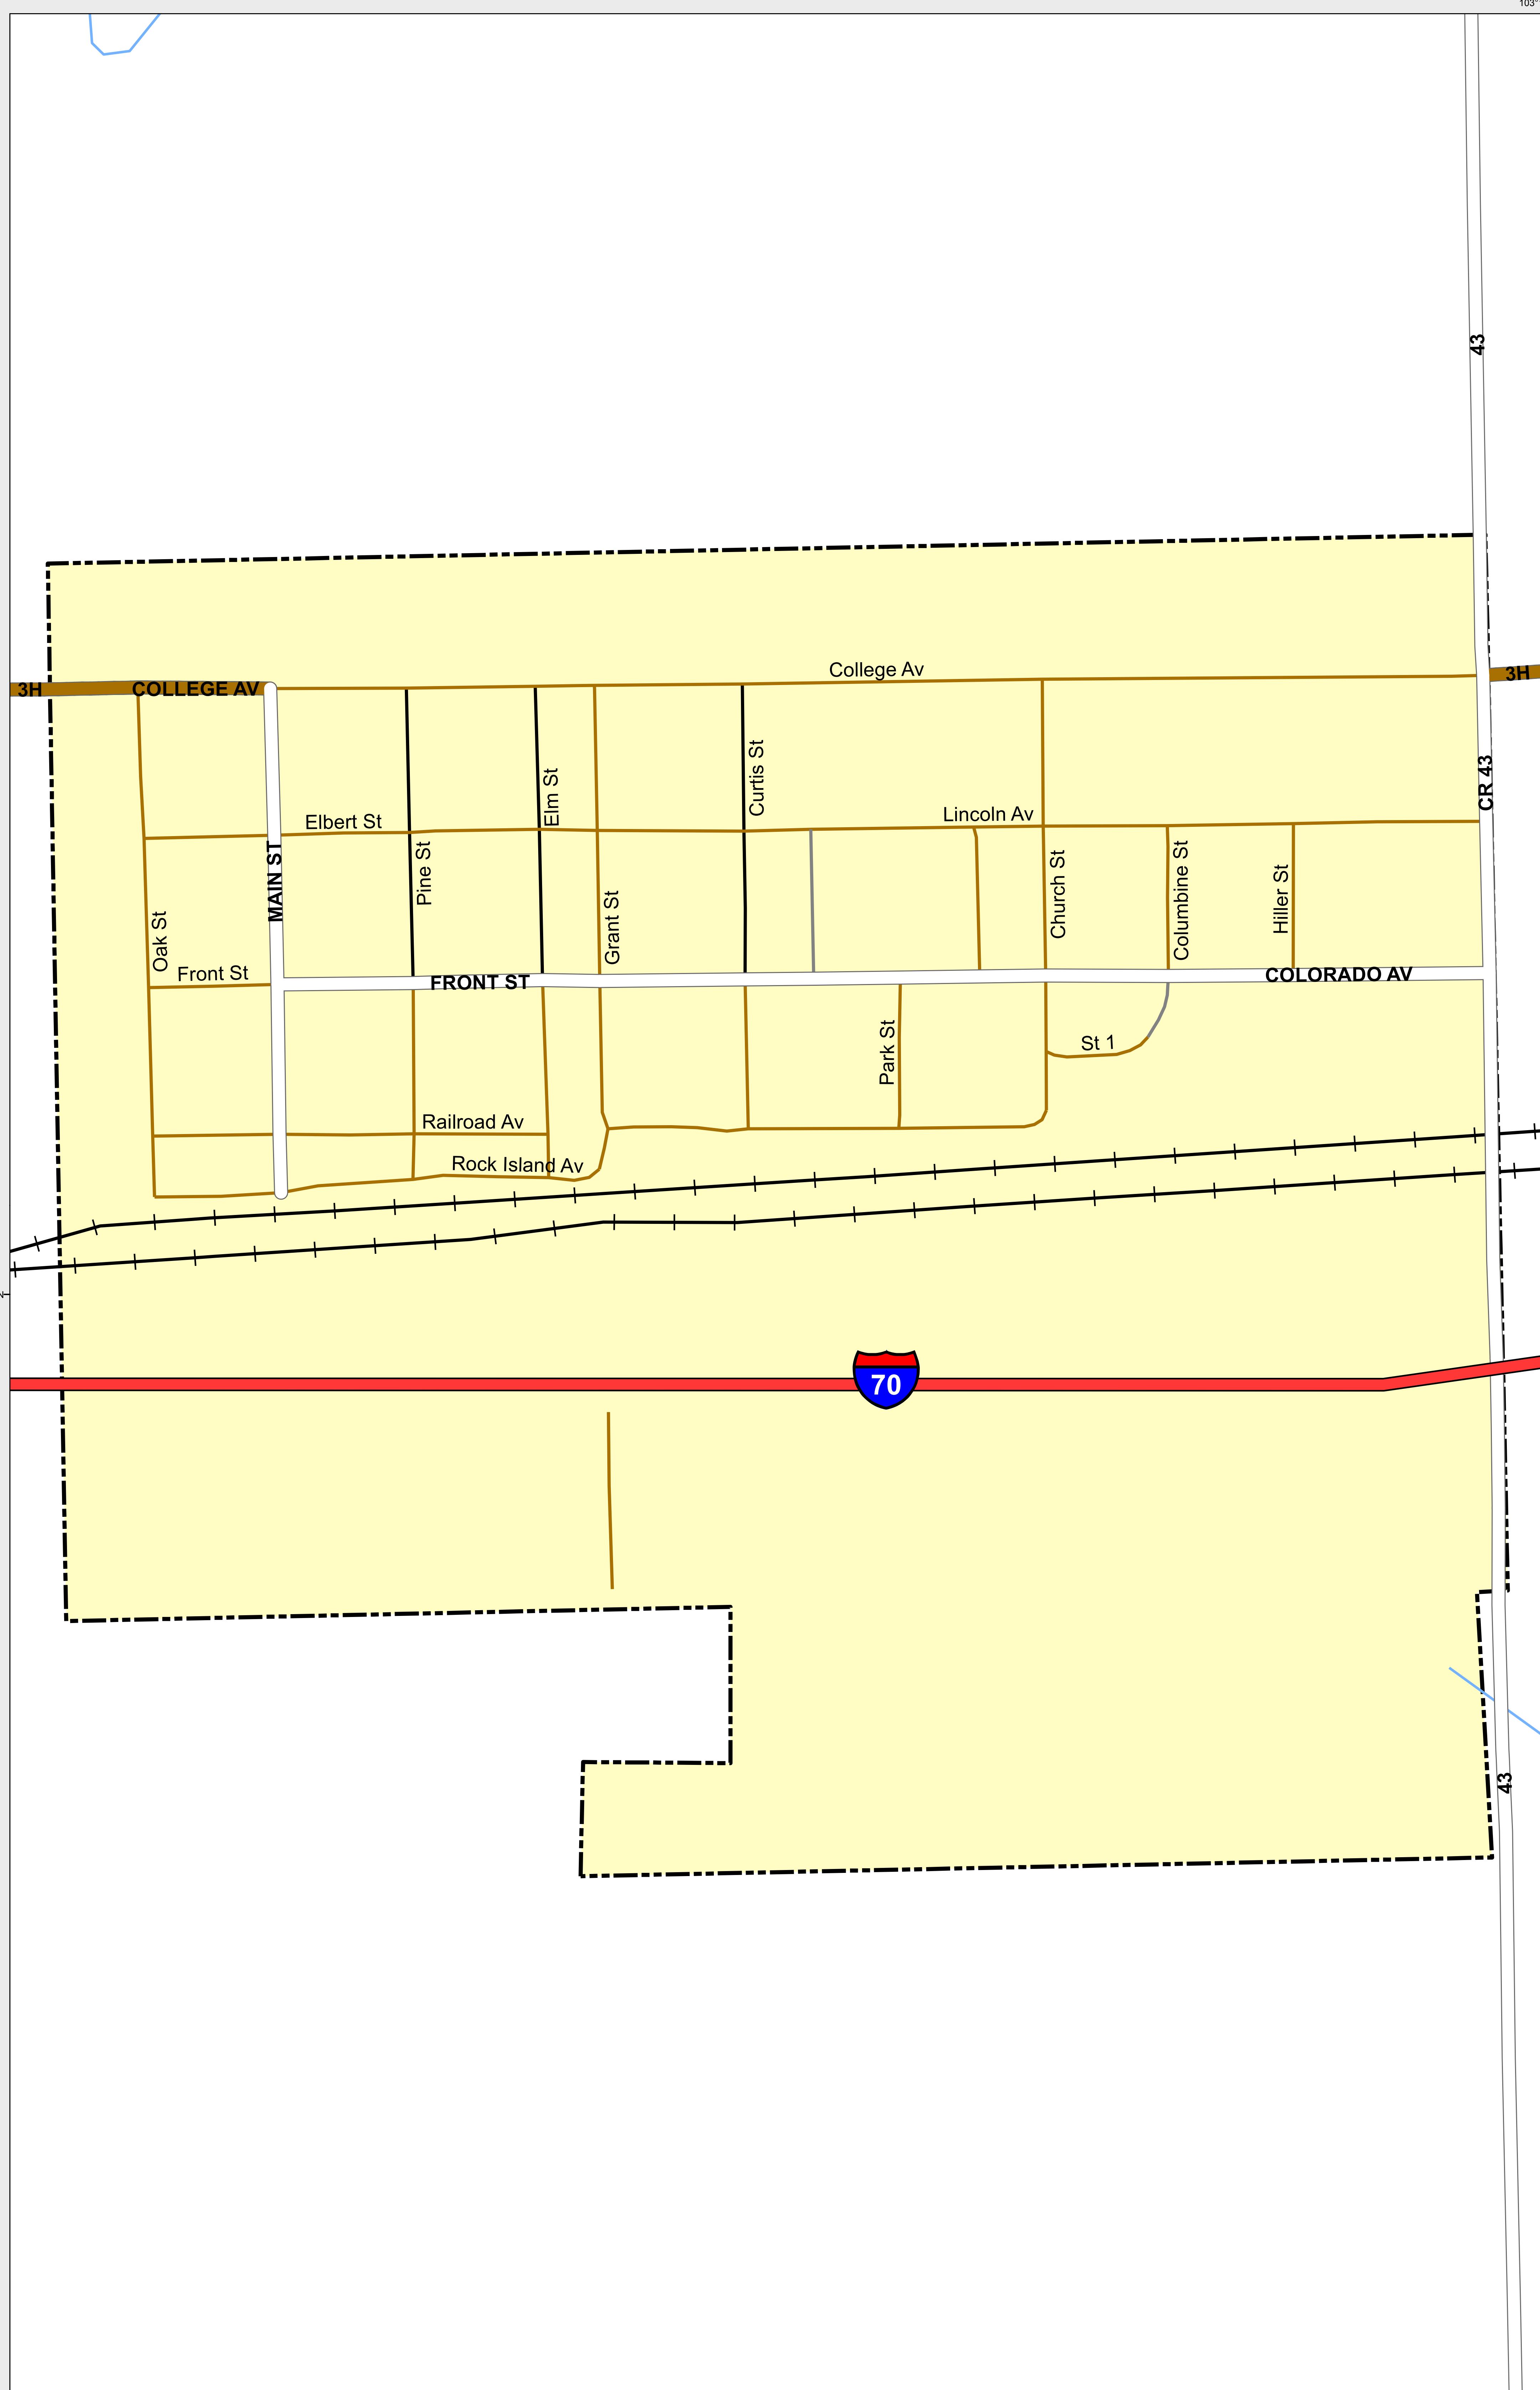 103°
43
College Av
3H
COLLEGE AV
3H
Curtis St
CR 43
Elm St
Elbert St
Lincoln Av
MAIN ST
Pine St
Church St
Columbine St
Hiller St
Grant St
Oak St
Front St
FRONT ST
COLORADO AV
Park St
St 1
Railroad Av
Rock Island Av
70
43